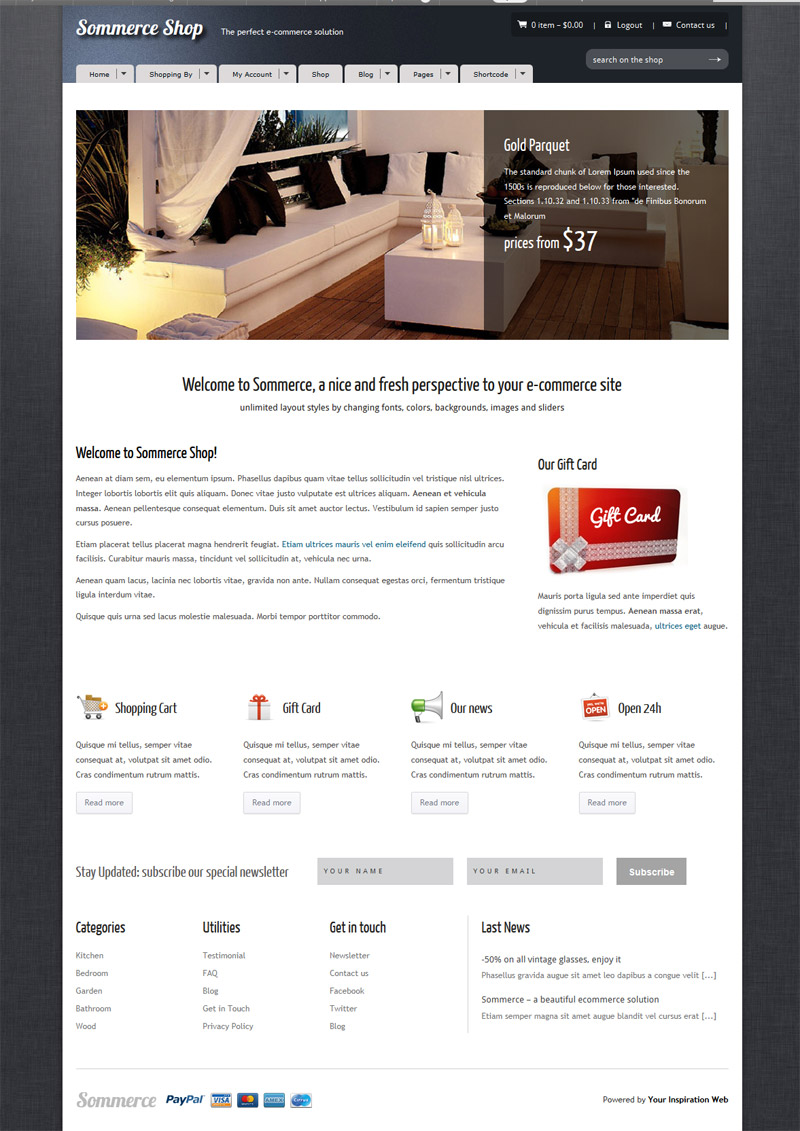 Sommerce Shop
The perfect e-commerce solution
0 item – $0.00 | Logout | Contact us |
search on the shop
Home
Shopping By
My Account
Shop
Blog
Pages
Shortcode
Gold Parquet
The standard chunk of Lorem Ipsum used since the
1500s is reproduced below for those interested.
Sections 1.10.32 and 1.10.33 from "de Finibus Bonorum
et Malorum
prices from $37
Welcome to Sommerce, a nice and fresh perspective to your e-commerce site
unlimited layout styles by changing fonts, colors, backgrounds, images and sliders
Welcome to Sommerce Shop!
Aenean at diam sem, eu elementum ipsum. Phasellus dapibus quam vitae tellus sollicitudin vel tristique nisl ultrices.
Integer lobortis lobortis elit quis aliquam. Donec vitae justo vulputate est ultrices aliquam. Aenean et vehicula
massa. Aenean pellentesque consequat elementum. Duis sit amet auctor lectus. Vestibulum id sapien semper justo
cursus posuere.
Etiam placerat tellus placerat magna hendrerit feugiat. Etiam ultrices mauris vel enim eleifend quis sollicitudin arcu
facilisis. Curabitur mauris massa, tincidunt vel sollicitudin at, vehicula nec urna.
Aenean quam lacus, lacinia nec lobortis vitae, gravida non ante. Nullam consequat egestas orci, fermentum tristique
ligula interdum vitae.
Quisque quis urna sed lacus molestie malesuada. Morbi tempor porttitor commodo.
Our Gift Card
Gift Card
Mauris porta ligula sed ante imperdiet quis
dignissim purus tempus. Aenean massa erat,
vehicula et facilisis malesuada, ultrices eget augue.
Shopping Cart
Quisque mi tellus, semper vitae
consequat at, volutpat sit amet odio.
Cras condimentum rutrum mattis.
Read more
Gift Card
Quisque mi tellus, semper vitae
consequat at, volutpat sit amet odio.
Cras condimentum rutrum mattis.
Read more
Our news
Quisque mi tellus, semper vitae
consequat at, volutpat sit amet odio.
Cras condimentum rutrum mattis.
Read more
OPEN
Open 24h
Quisque mi tellus, semper vitae
consequat at, volutpat sit amet odio.
Cras condimentum rutrum mattis.
Read more
Stay Updated: subscribe our special newsletter
YOUR NAME
YOUR EMAIL
Subscribe
Categories
Kitchen
Bedroom
Garden
Bathroom
Wood
Utilities
Testimonial
FAQ
Blog
Get in Touch
Privacy Policy
Get in touch
Newsletter
Contact us
Facebook
Twitter
Blog
Last News
-50% on all vintage glasses, enjoy it
Phasellus gravida augue sit amet leo dapibus a congue velit [...]
Sommerce – a beautiful ecommerce solution
Etiam semper magna sit amet augue blandit vel cursus erat [...]
Sommerce
PayPal
VISA
AMEX
Cirrus
Powered by Your Inspiration Web